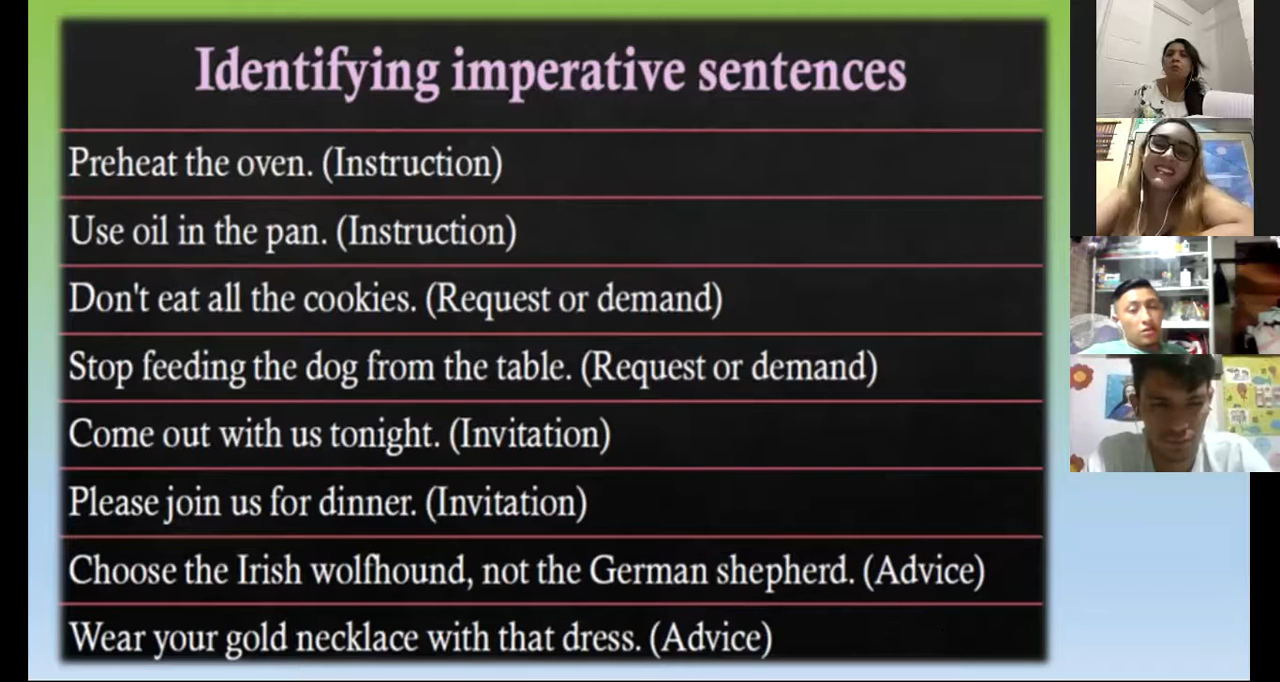 Identifying imperative sentences
Preheat the oven. (Instruction)
Use oil in the pan. (Instruction)
Don't eat all the cookies. (Request or demand)
Stop feeding the dog from the table. (Request or demand)
Come out with us tonight. (Invitation)
Please join us for dinner. (Invitation)
Choose the Irish wolfhound, not the German shepherd. (Advice)
Wear your gold necklace with that dress. (Advice)